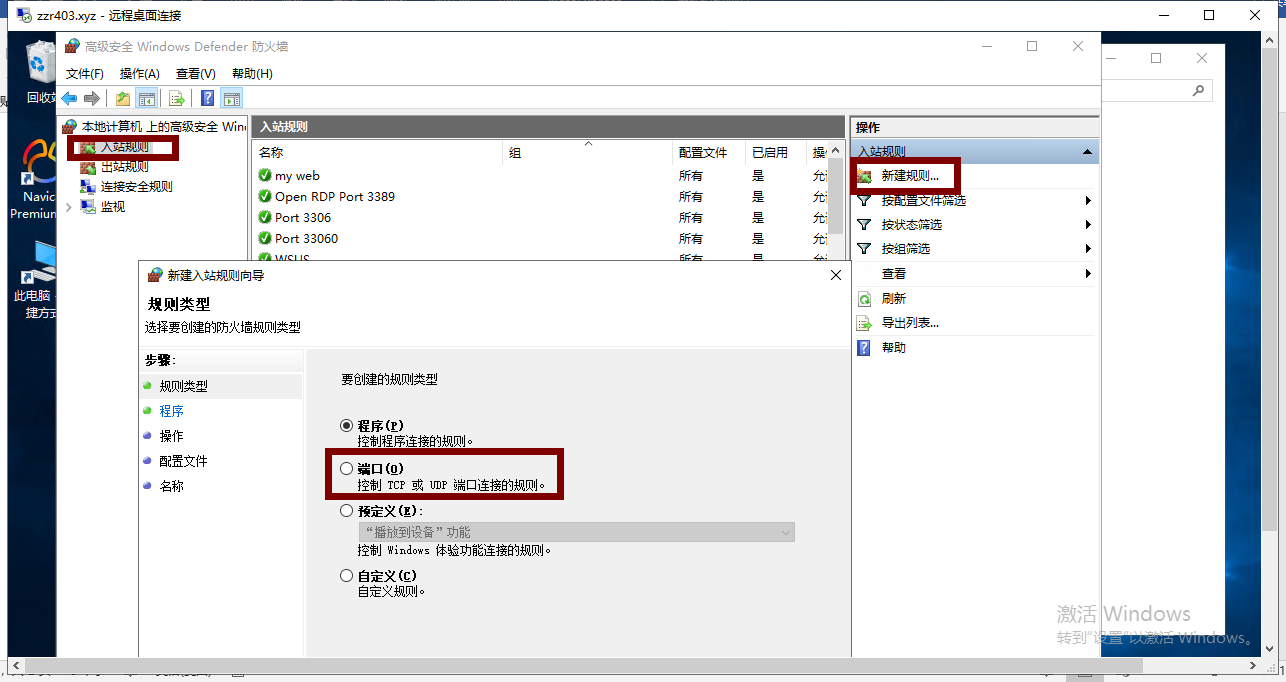 zzr403.xyz - 远程桌面连接
高级安全 Windows Defender 防火墙
文件(F) 操作(A) 查看(V) 帮助(H)
回收站
Navic
Premium
此电脑
捷方式
本地计算机 上的高级安全 Win
入站规则
出站规则
连接安全规则
监视
入站规则
名称 组 配置文件 已启用 操
my web 所有 是 允
Open RDP Port 3389 所有 是 允
Port 3306 所有 是 允
Port 33060 所有 是 允
WSUS 所有 是 允
操作
入站规则
新建规则...
按配置文件筛选
按状态筛选
按组筛选
查看
刷新
导出列表...
帮助
新建入站规则向导
规则类型
选择要创建的防火墙规则类型
步骤:
规则类型
程序
操作
配置文件
名称
要创建的规则类型
程序(P)
控制程序连接的规则。
端口(O)
控制 TCP 或 UDP 端口连接的规则。
预定义(E):
“播放到设备”功能
控制 Windows 体验功能连接的规则。
自定义(C)
自定义规则。
激活 Windows
转到“设置”以激活 Windows。